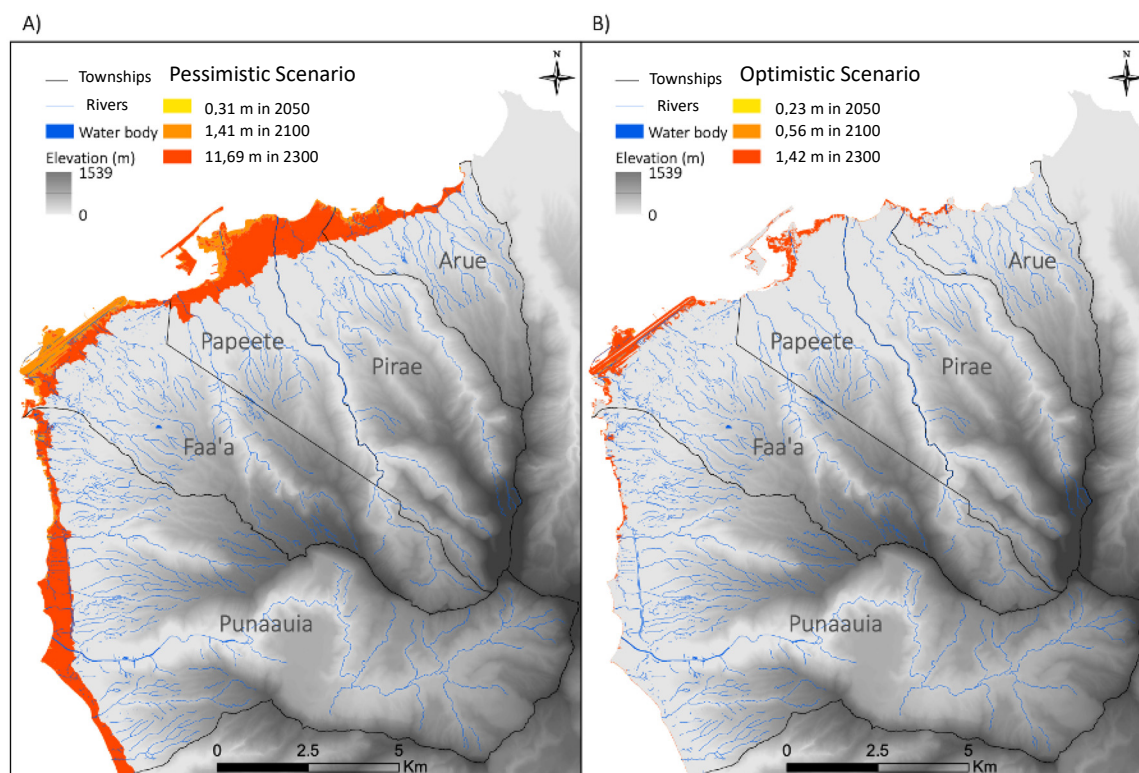 A)
N
Townships
Pessimistic Scenario
Rivers
0,31 m in 2050
Water body
1,41 m in 2100
Elevation (m)
11,69 m in 2300
1539
0
Arue
Papeete
Pirae
Faa'a
Punaauia
0 2.5 5
Km
B)
N
Townships
Optimistic Scenario
Rivers
0,23 m in 2050
Water body
0,56 m in 2100
Elevation (m)
1,42 m in 2300
1539
0
Arue
Papeete
Pirae
Faa'a
Punaauia
0 2.5 5
Km